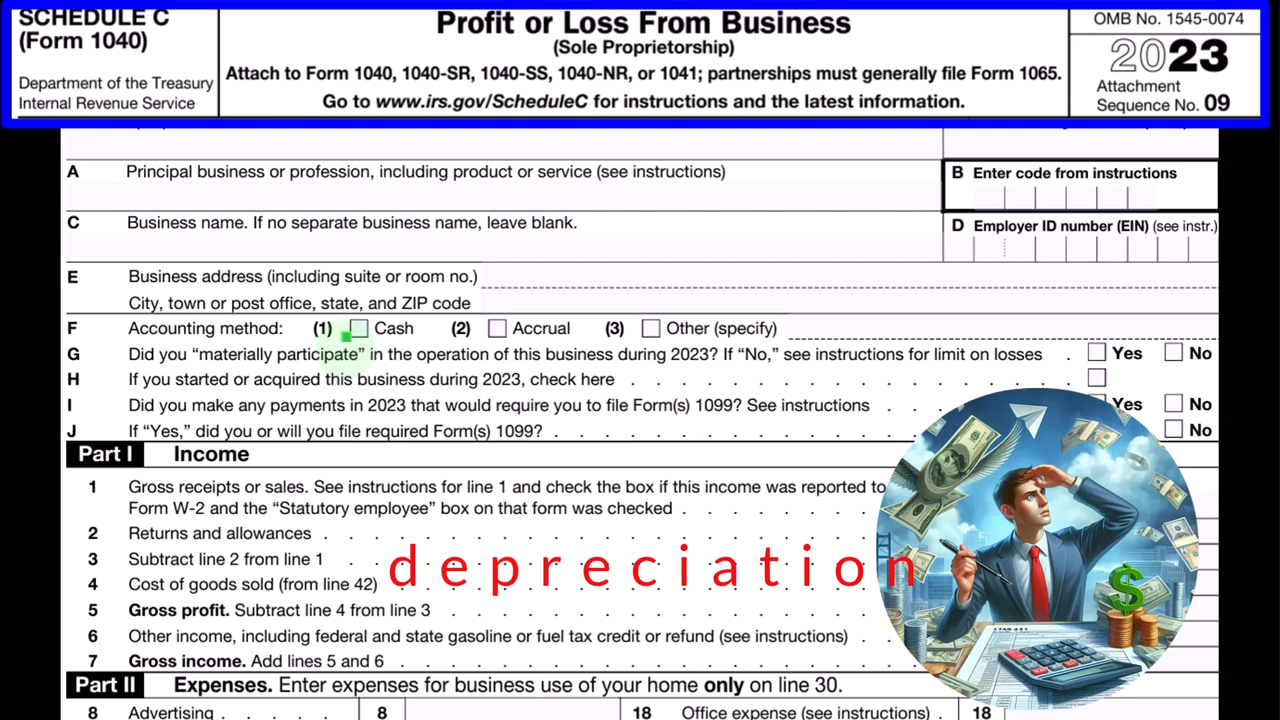 SCHEDULE C
(Form 1040)
Department of the Treasury
Internal Revenue Service
Profit or Loss From Business
(Sole Proprietorship)
Attach to Form 1040, 1040-SR, 1040-SS, 1040-NR, or 1041; partnerships must generally file Form 1065.
Go to www.irs.gov/ScheduleC for instructions and the latest information.
OMB No. 1545-0074
2023
Attachment
Sequence No. 09
A Principal business or profession, including product or service (see instructions)
B Enter code from instructions
C Business name. If no separate business name, leave blank.
D Employer ID number (EIN) (see instr.)
E Business address (including suite or room no.)
City, town or post office, state, and ZIP code
F Accounting method: (1) Cash (2) Accrual (3) Other (specify)
G Did you “materially participate” in the operation of this business during 2023? If “No,” see instructions for limit on losses . Yes No
H If you started or acquired this business during 2023, check here . . . . . . . . . . . . . . . .
I Did you make any payments in 2023 that would require you to file Form(s) 1099? See instructions . . Yes No
J If “Yes,” did you or will you file required Form(s) 1099? . . . . . . . . . . . . No
Part I Income
1 Gross receipts or sales. See instructions for line 1 and check the box if this income was reported to
Form W-2 and the “Statutory employee” box on that form was checked . . . . . . .
2 Returns and allowances . . . . . . . . . . . . . . . . . .
3 Subtract line 2 from line 1 . . . . . . . . . . . . . . . . . .
4 Cost of goods sold (from line 42) . . . . . . . . . . . . . . . .
depreciation
5 Gross profit. Subtract line 4 from line 3 . . . . . . . . . . . . . .
6 Other income, including federal and state gasoline or fuel tax credit or refund (see instructions) . .
7 Gross income. Add lines 5 and 6 . . . . . . . . . . . . . . . .
Part II Expenses. Enter expenses for business use of your home only on line 30.
8 Advertising . . . . . 8
18 Office expense (see instructions) . 18